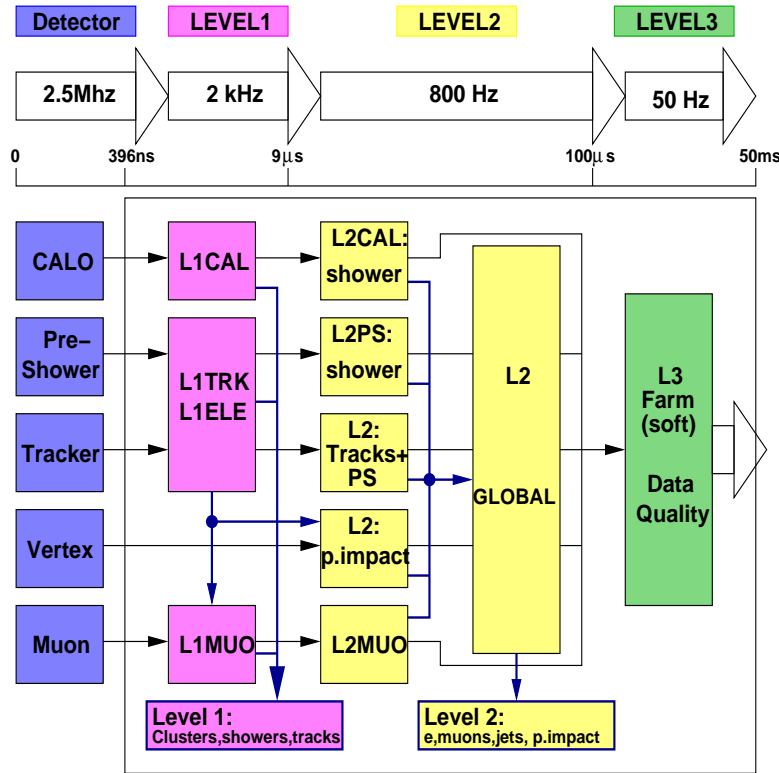 Detector
LEVEL1
LEVEL2
LEVEL3
2.5Mhz
2 kHz
800 Hz
50 Hz
0
396ns
9μs
100μs
50ms
CALO
L1CAL
L2CAL:
shower
Pre-
Shower
L1TRK
L1ELE
L2PS:
shower
L2
GLOBAL
L3
Farm
(soft)
Data
Quality
Tracker
L2:
Tracks+
PS
Vertex
L2:
p.impact
Muon
L1MUO
L2MUO
Level 1:
Clusters,showers,tracks
Level 2:
e,muons,jets, p.impact